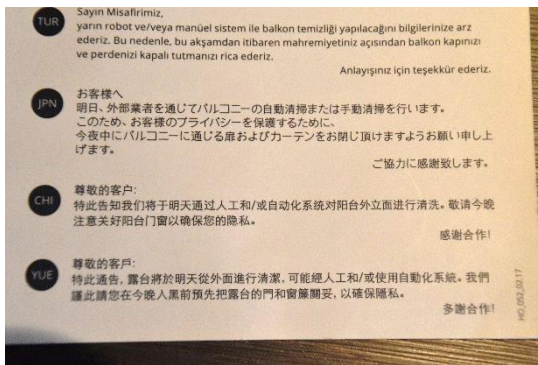 TUR
Sayın Misafirimiz,
yarın robot ve/veya manüel sistem ile balkon temizliği yapılacağını bilgilerinize arz
ederiz. Bu nedenle, bu akşamdan itibaren mahremiyetiniz açısından balkon kapınızı
ve perdenizi kapalı tutmanızı rica ederiz.
Anlayışınız için teşekkür ederiz.
JPN
お客様へ
明日、外部業者を通じてバルコニーの自動清掃または手動清掃を行います。
このため、お客様のプライバシーを保護するために、
今夜中にバルコニーに通じる扉およびカーテンをお閉じ頂けますようお願い申し上
げます。
ご協力に感謝致します。
CHI
尊敬的客户:
特此告知我们将于明天通过人工和/或自动化系统对阳台外立面进行清洗。敬请今晚
注意关好阳台门窗以确保您的隐私。
感谢合作!
YUE
尊敬的客戶:
特此通告, 露台將於明天從外面進行清潔, 可能經人工和/或使用自動化系統。我們
謹此請您在今晚入黑前預先把露台的門和窗簾關妥, 以確保隱私。
多謝合作!
HO_052_02.17